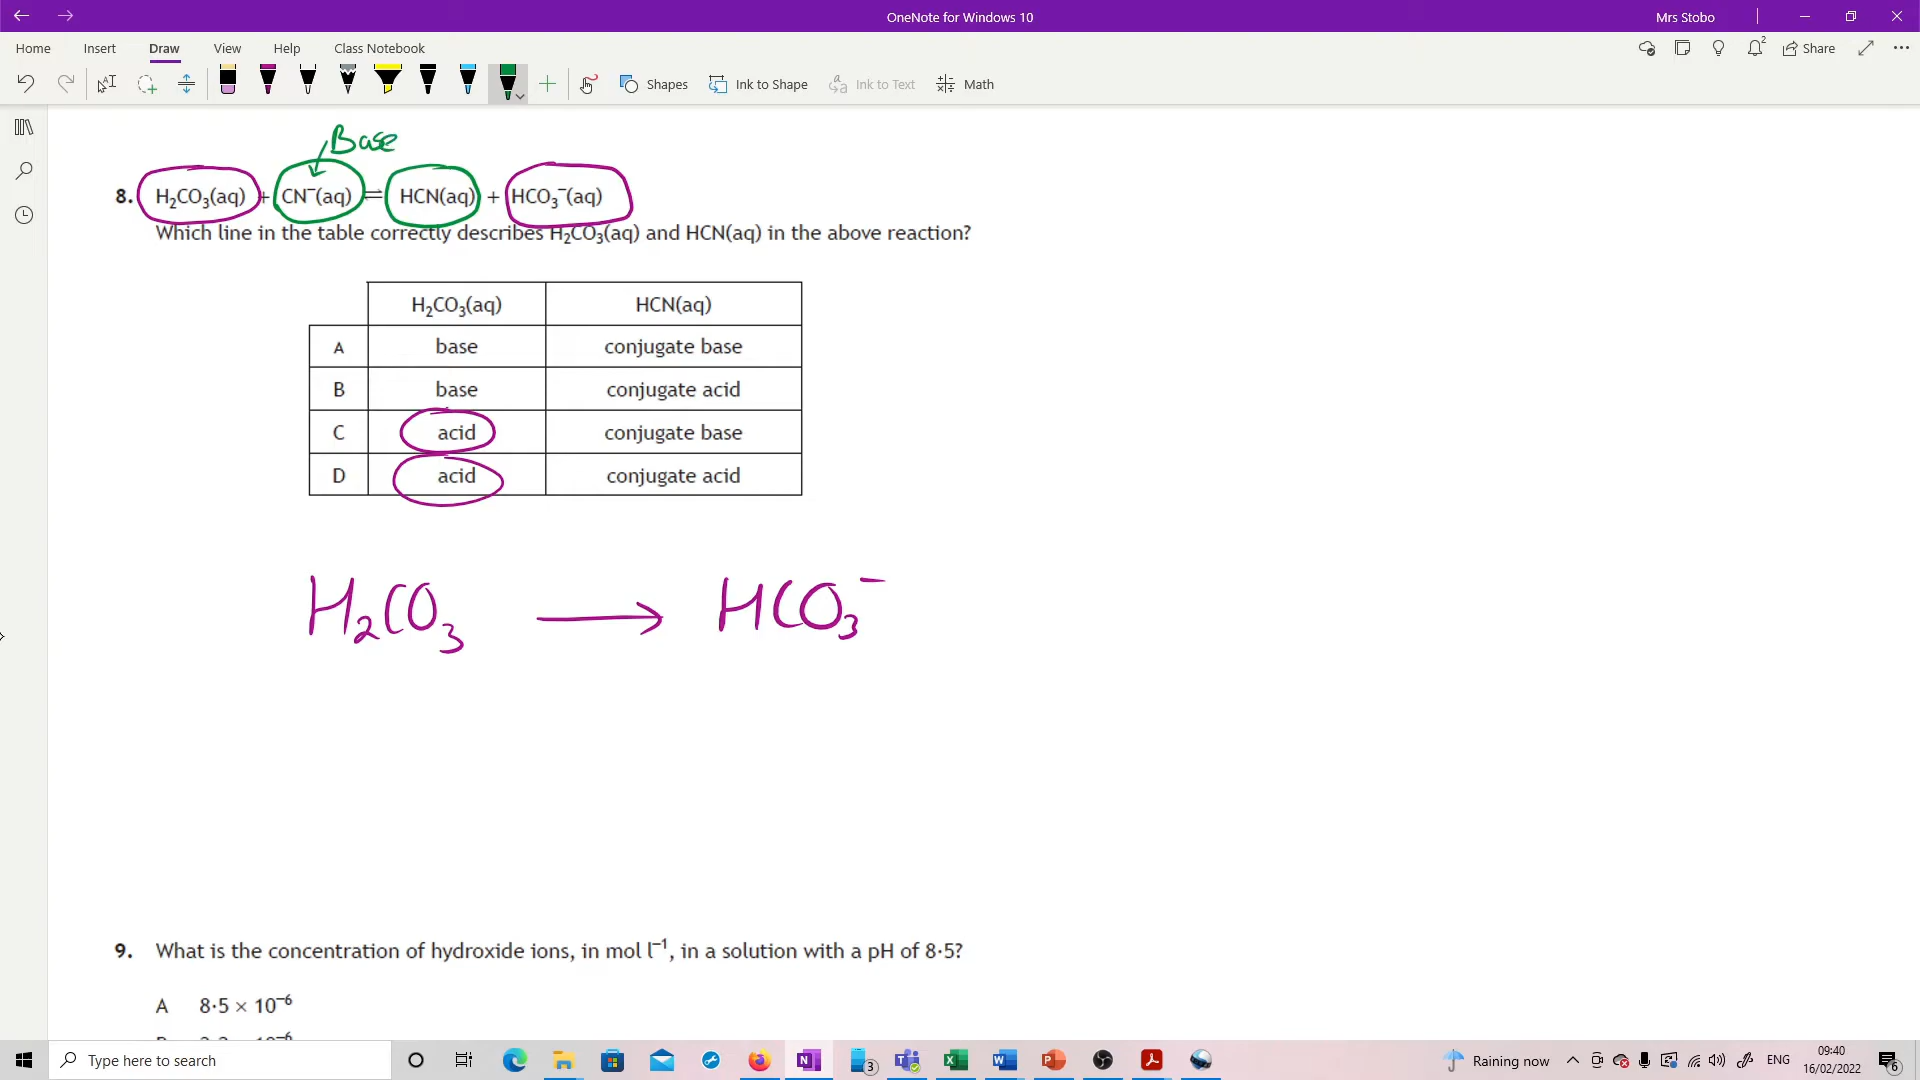 OneNote for Windows 10
Mrs Stobo
Home Insert Draw View Help Class Notebook
Share
Shapes Ink to Shape Ink to Text Math
Base
8. H₂CO₃(aq) + CN⁻(aq) ⇌ HCN(aq) + HCO₃⁻(aq)
Which line in the table correctly describes H₂CO₃(aq) and HCN(aq) in the above reaction?
H₂CO₃(aq) HCN(aq)
A base conjugate base
B base conjugate acid
C acid conjugate base
D acid conjugate acid
H₂CO₃ → HCO₃⁻
9. What is the concentration of hydroxide ions, in mol l⁻¹, in a solution with a pH of 8·5?
A 8·5 × 10⁻⁶
Type here to search
3
Raining now
ENG
09:40
16/02/2022
6